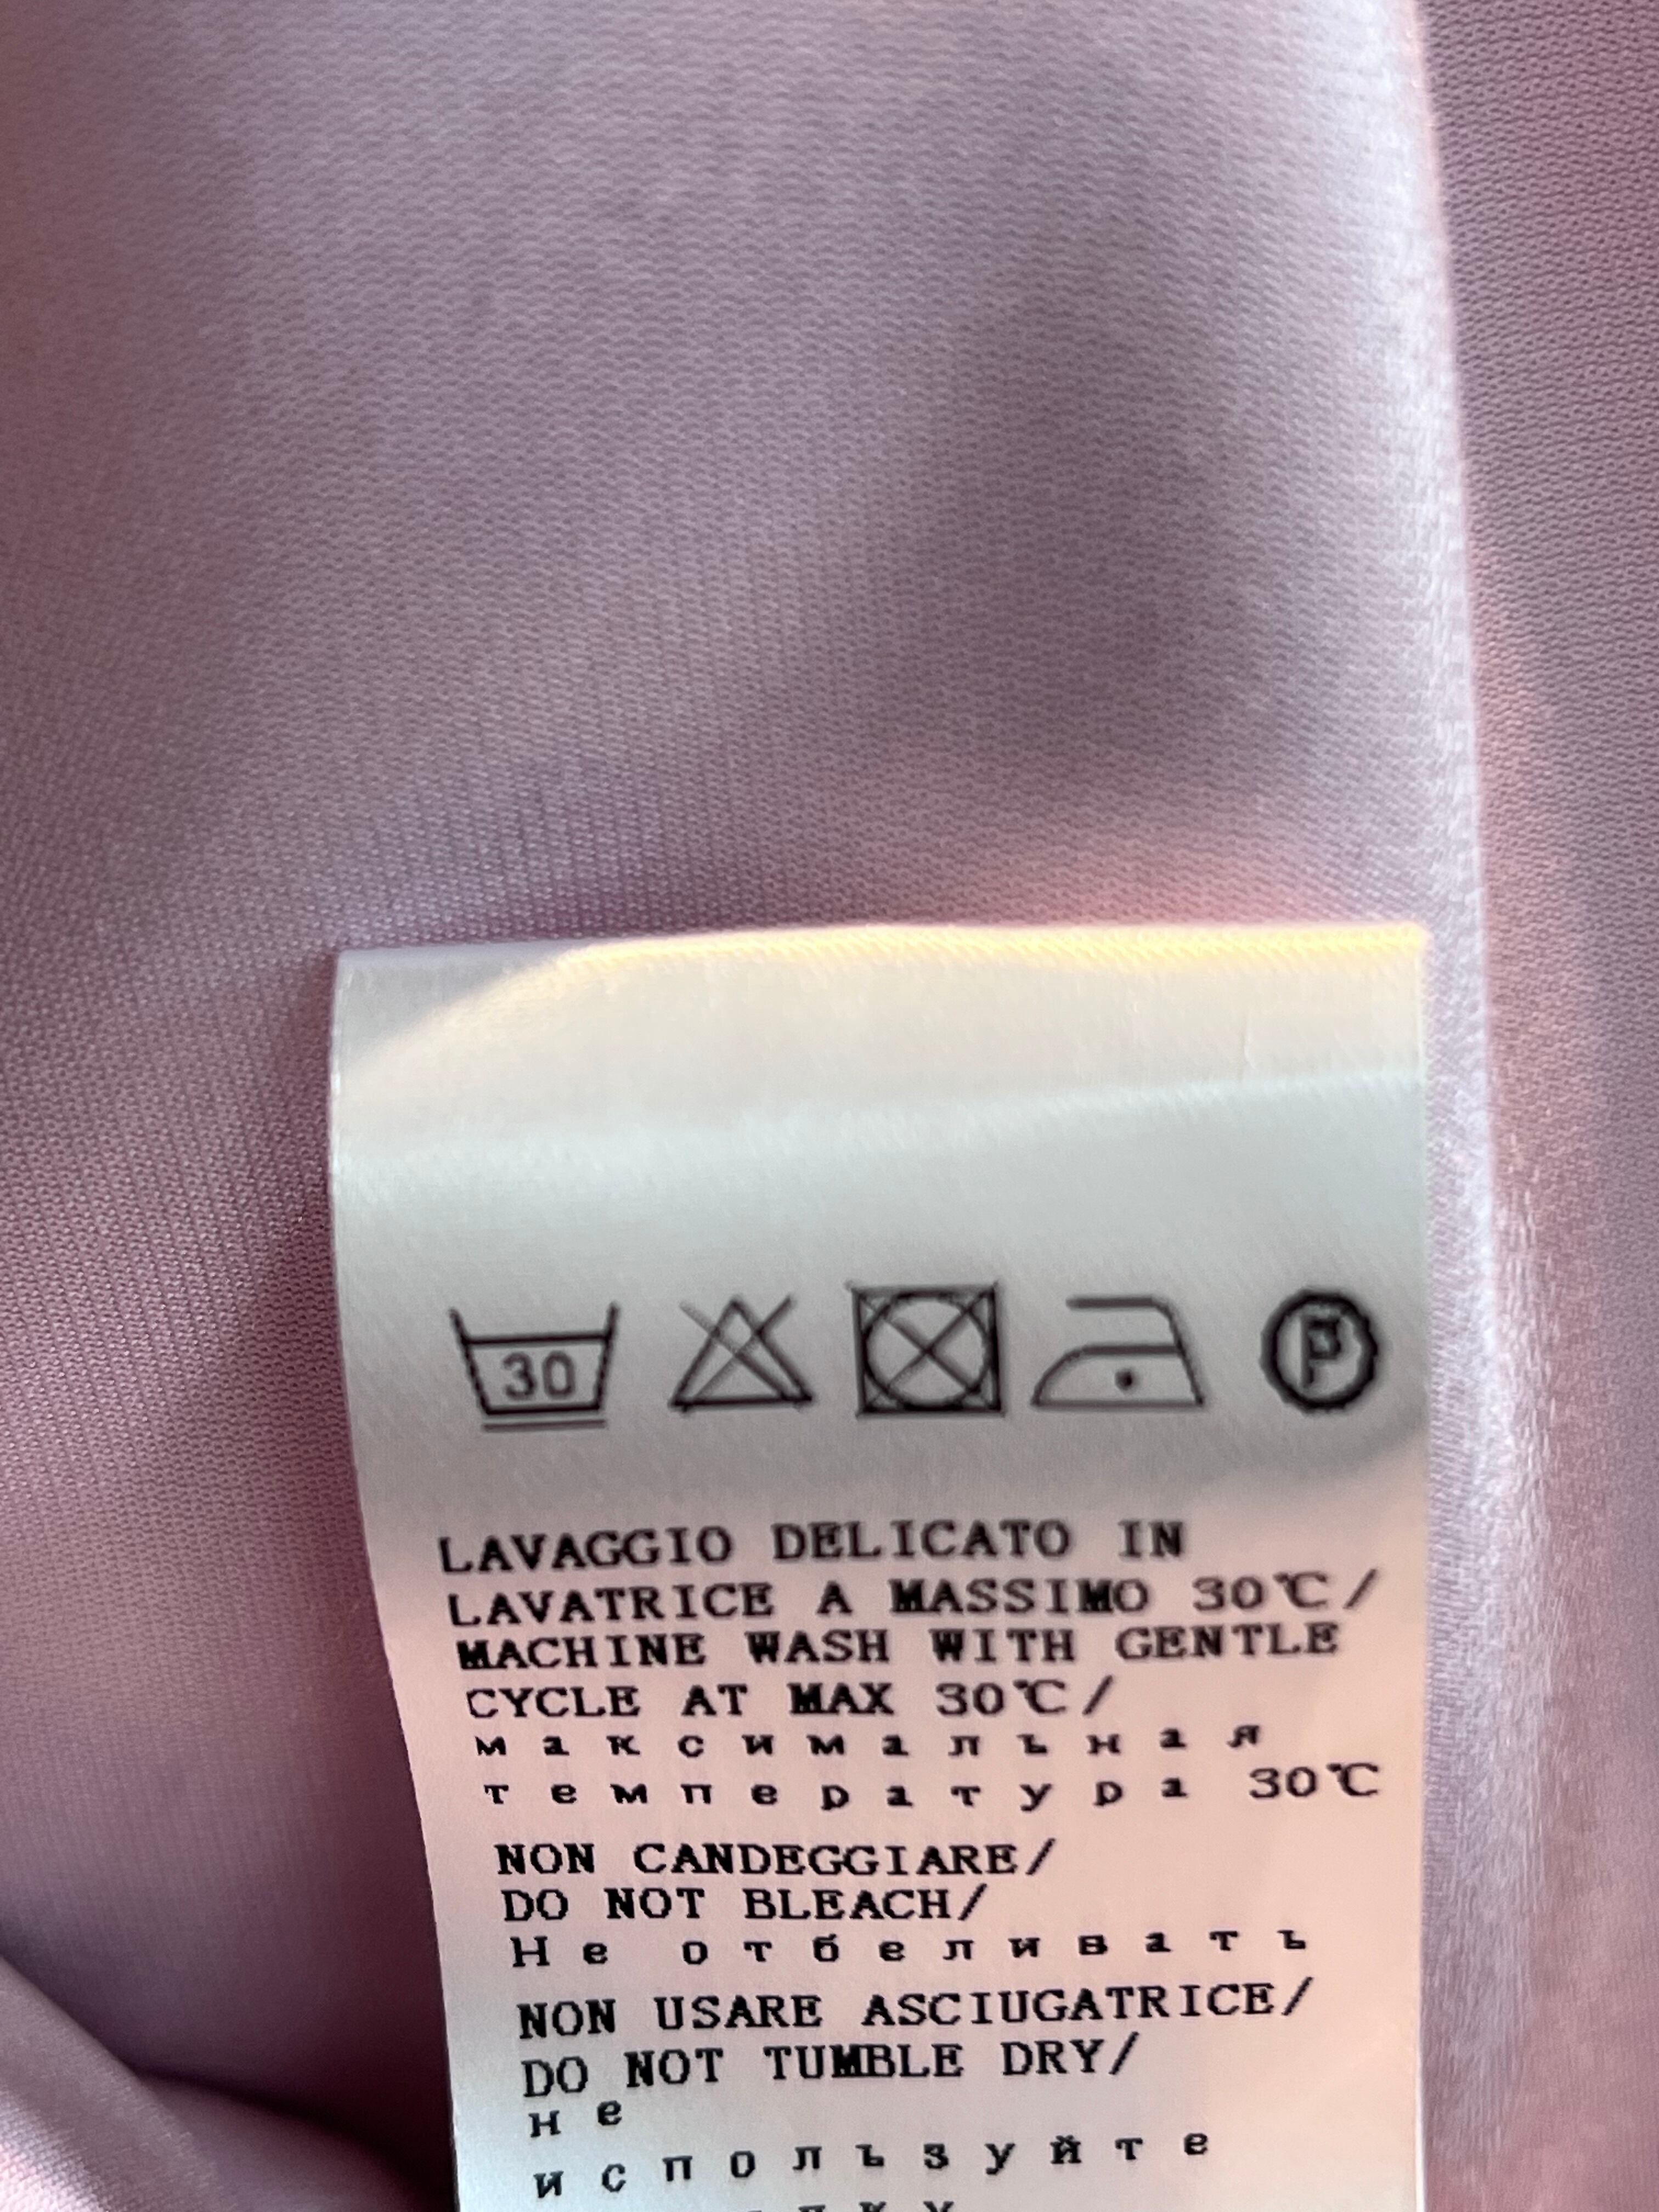 30 P
LAVAGGIO DELICATO IN
LAVATRICE A MASSIMO 30℃/
MACHINE WASH WITH GENTLE
CYCLE AT MAX 30℃/
максимальная
температура 30℃
NON CANDEGGIARE/
DO NOT BLEACH/
Не отбеливать
NON USARE ASCIUGATRICE/
DO NOT TUMBLE DRY/
не
используйте